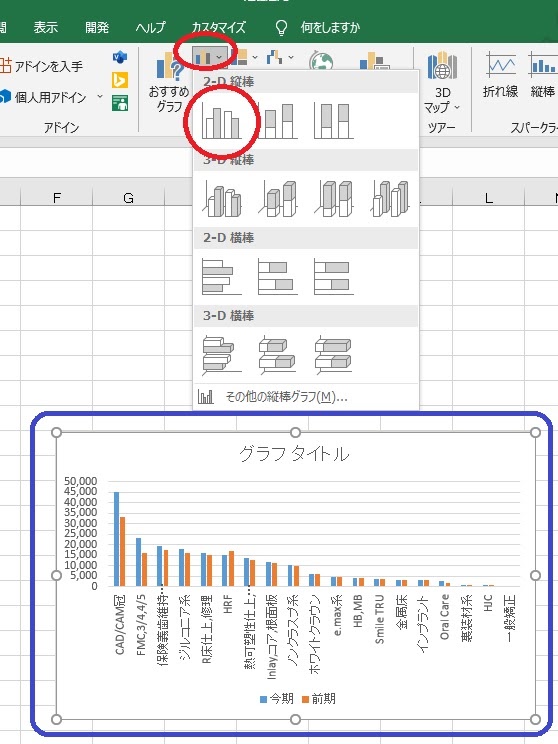 表示 開発 ヘルプ カスタマイズ 何をしますか
アドインを入手
個人用アドイン
アドイン
おすすめ
グラフ
3D
マップ
ツアー
折れ線 縦棒
スパークライ
2-D 縦棒
3-D 縦棒
2-D 横棒
3-D 横棒
その他の縦棒グラフ(M)...
F G L
グラフ タイトル
50,000
45,000
40,000
35,000
30,000
25,000
20,000
15,000
10,000
5,000
0
CAD/CAM冠
FMC,3/4,4/5
保険義歯/維持…
ジルコニア系
R床仕上,修理
HRF
熱可塑性仕上,…
Inlay,コア,根面板
ノンクラスプ系
ホワイトクラウン
e.max系
HB,MB
Smile TRU
金属床
インプラント
Oral Care
裏装材系
HJC
一般矯正
今期 前期